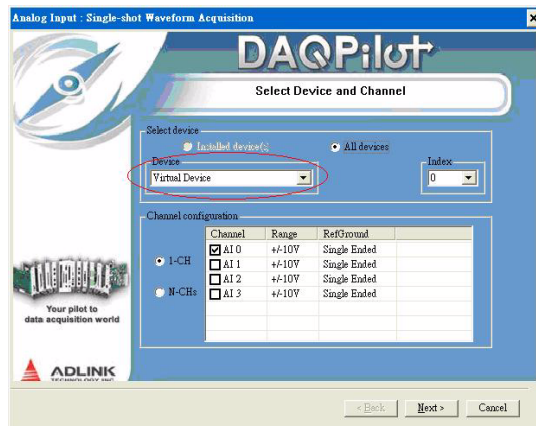 Analog Input : Single-shot Waveform Acquisition
DAQPilot
Select Device and Channel
Select device
Installed device(s) All devices
Device Index
Virtual Device 0
Channel configuration
Channel Range RefGround
1-CH
N-CHs
AI 0 +/-10V Single Ended
AI 1 +/-10V Single Ended
AI 2 +/-10V Single Ended
AI 3 +/-10V Single Ended
Your pilot to
data acquisition world
ADLINK
TECHNOLOGY INC.
< Back Next > Cancel